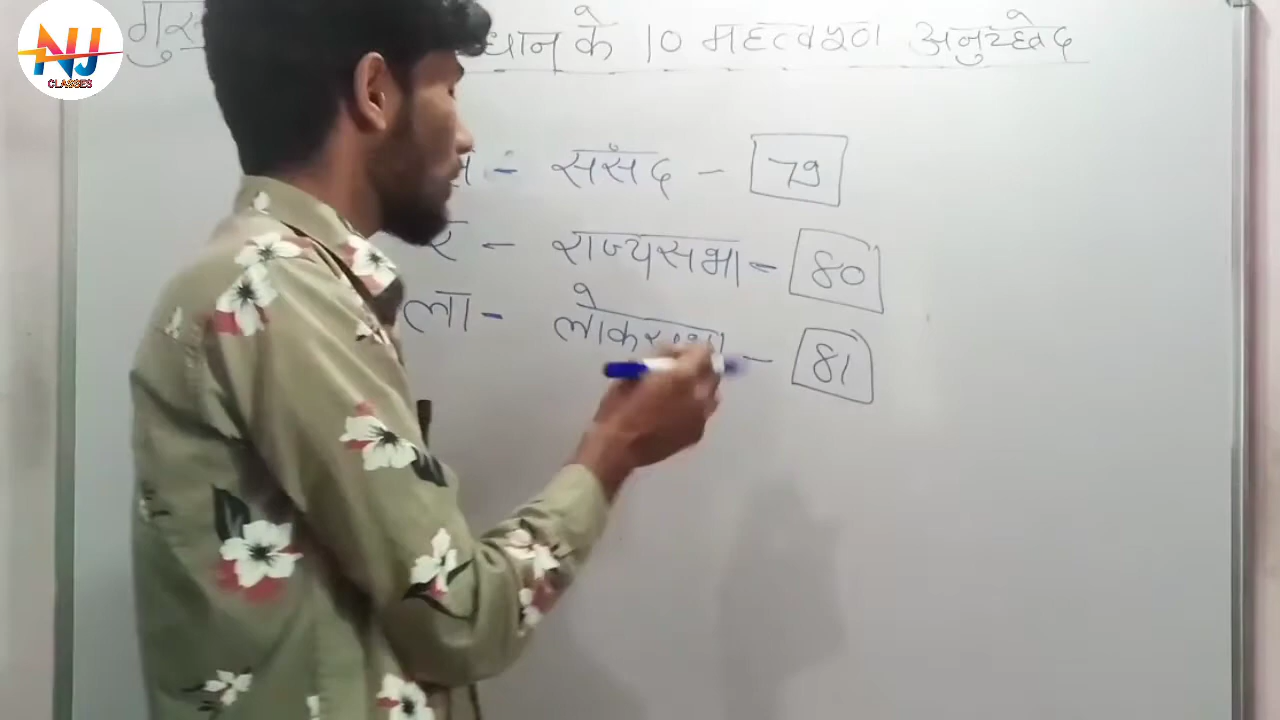 NJ
CLASSES
के 10 महत्वपूर्ण अनुच्छेद
- संसद - 79
र - राज्यसभा - 80
ला - लोकसभा - 81